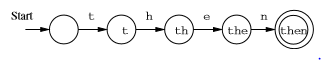 Start t h e n
t th the then